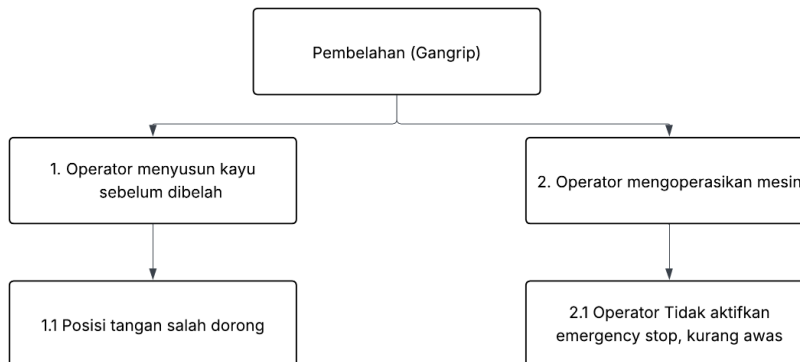 Pembelahan (Gangrip)
1. Operator menyusun kayu
sebelum dibelah
2. Operator mengoperasikan mesin
1.1 Posisi tangan salah dorong
2.1 Operator Tidak aktifkan
emergency stop, kurang awas